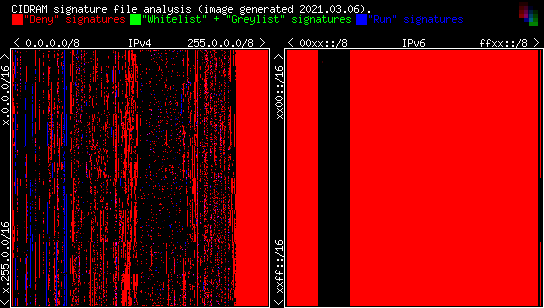 CIDRAM signature file analysis (image generated 2021.03.06).
"Deny" signatures "Whitelist" + "Greylist" signatures "Run" signatures
< 0.0.0.0/8 IPv4 255.0.0.0/8 >
< 00xx::/8 IPv6 ffxx::/8 >
< x.0.0.0/16
x.255.0.0/16 >
< xx00::/16
xxff::/16 >